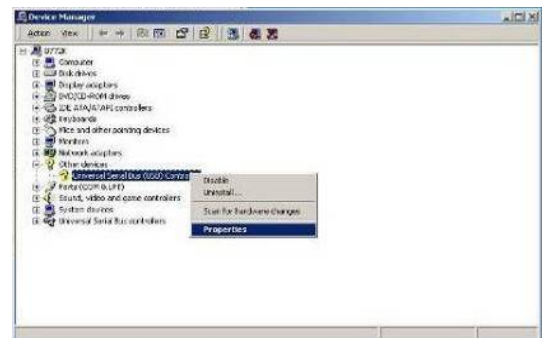 Device Manager
Action View
Computer
Disk drives
Display adapters
DVD/CD-ROM drives
IDE ATA/ATAPI controllers
Keyboards
Mice and other pointing devices
Monitors
Network adapters
Other devices
Universal Serial Bus (USB) Contro
Ports (COM & LPT)
Sound, video and game controllers
System devices
Universal Serial Bus controllers
Disable
Uninstall...
Scan for hardware changes
Properties